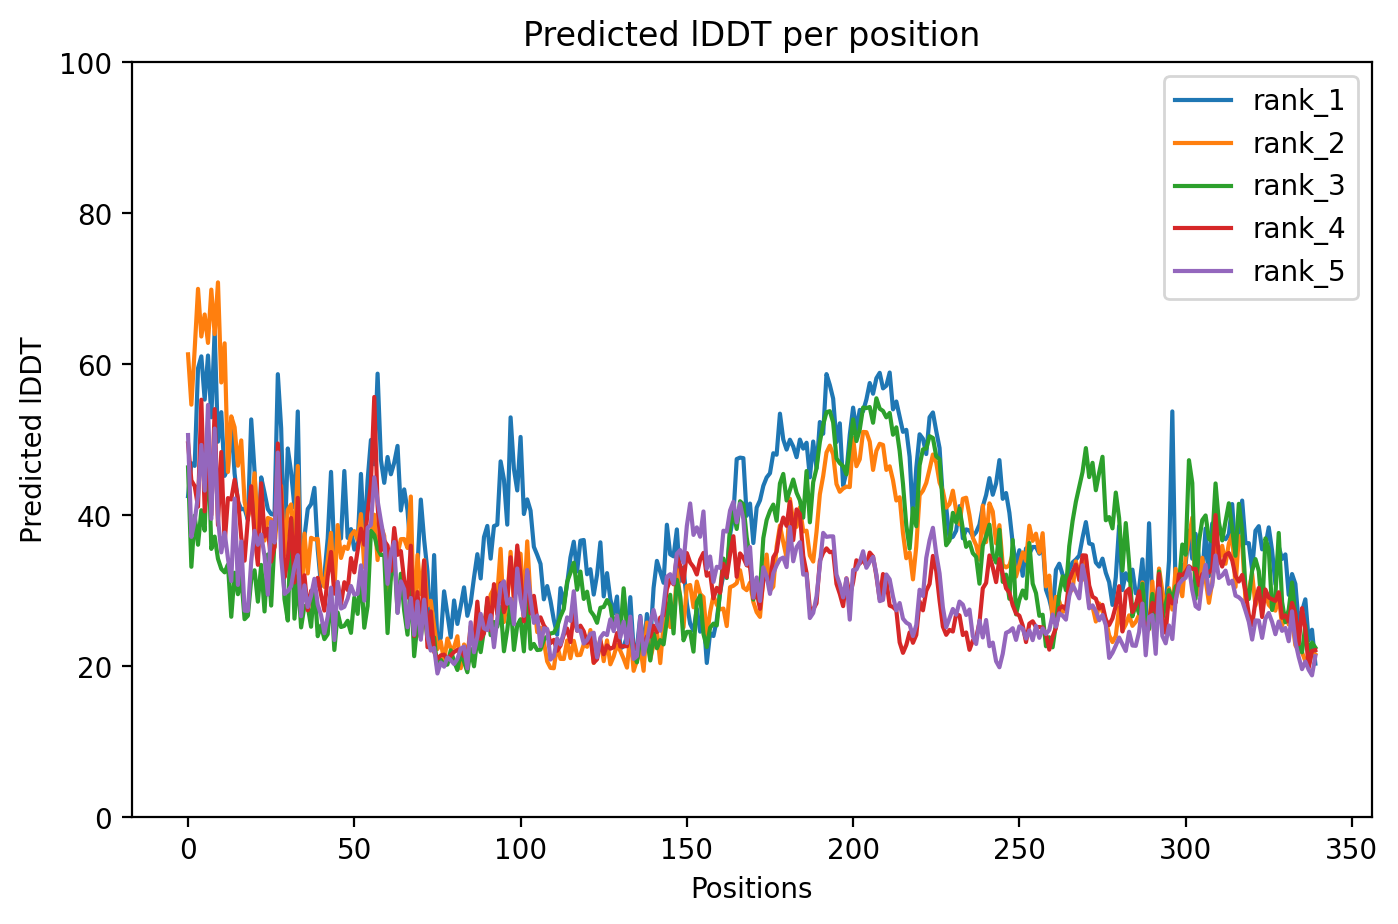 Predicted lDDT per position
100
80
60
40
20
0
Predicted lDDT
0 50 100 150 200 250 300 350
Positions
rank_1
rank_2
rank_3
rank_4
rank_5